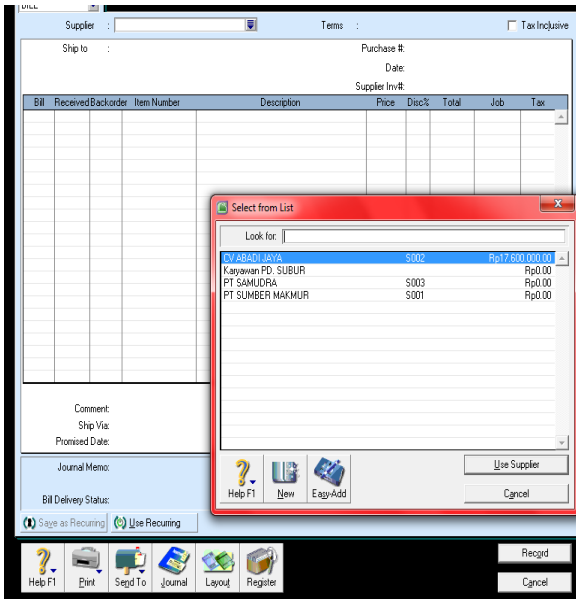 BILL
Supplier :
Terms :
Tax Inclusive
Ship to :
Purchase #:
Date:
Supplier Inv#:
Bill Received Backorder Item Number Description Price Disc% Total Job Tax
Select from List
Look for:
CV ABADI JAYA S002 Rp17.600.000.00
Karyawan PD. SUBUR Rp0.00
PT SAMUDRA S003 Rp0.00
PT SUMBER MAKMUR S001 Rp0.00
Help F1 New Easy-Add
Use Supplier
Cancel
Comment:
Ship Via:
Promised Date:
Journal Memo:
Bill Delivery Status:
Save as Recurring Use Recurring
Help F1 Print Send To Journal Layout Register
Record
Cancel